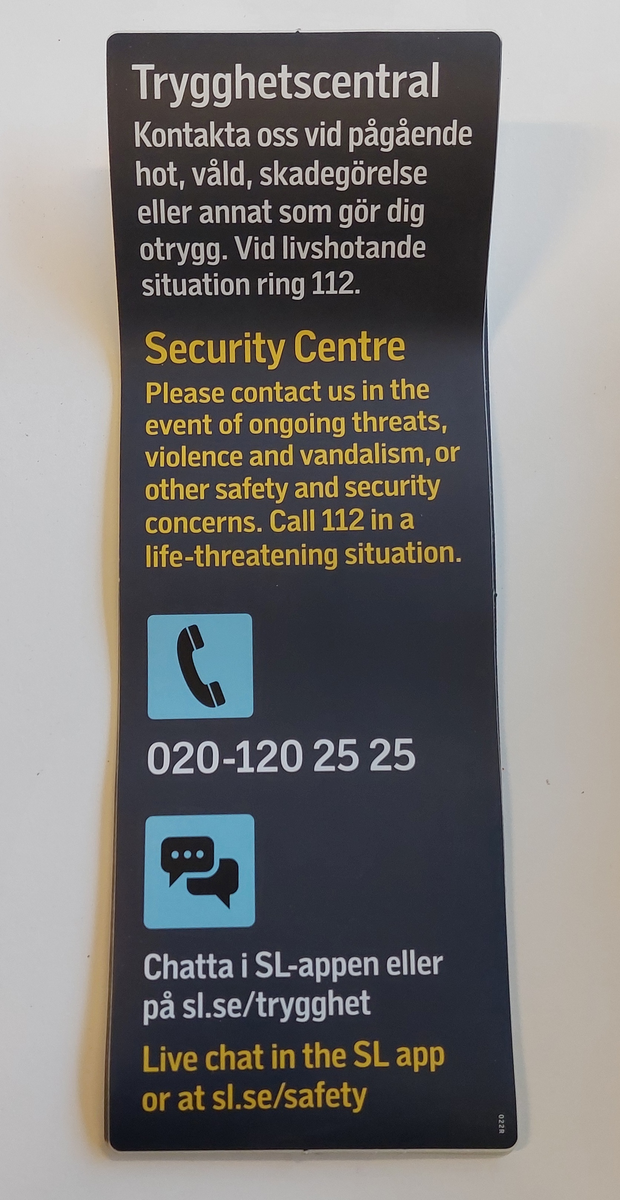 Trygghetscentral
Kontakta oss vid pågående
hot, våld, skadegörelse
eller annat som gör dig
otrygg. Vid livshotande
situation ring 112.
Security Centre
Please contact us in the
event of ongoing threats,
violence and vandalism, or
other safety and security
concerns. Call 112 in a
life-threatening situation.
020-120 25 25
Chatta i SL-appen eller
på sl.se/trygghet
Live chat in the SL app
or at sl.se/safety
022R